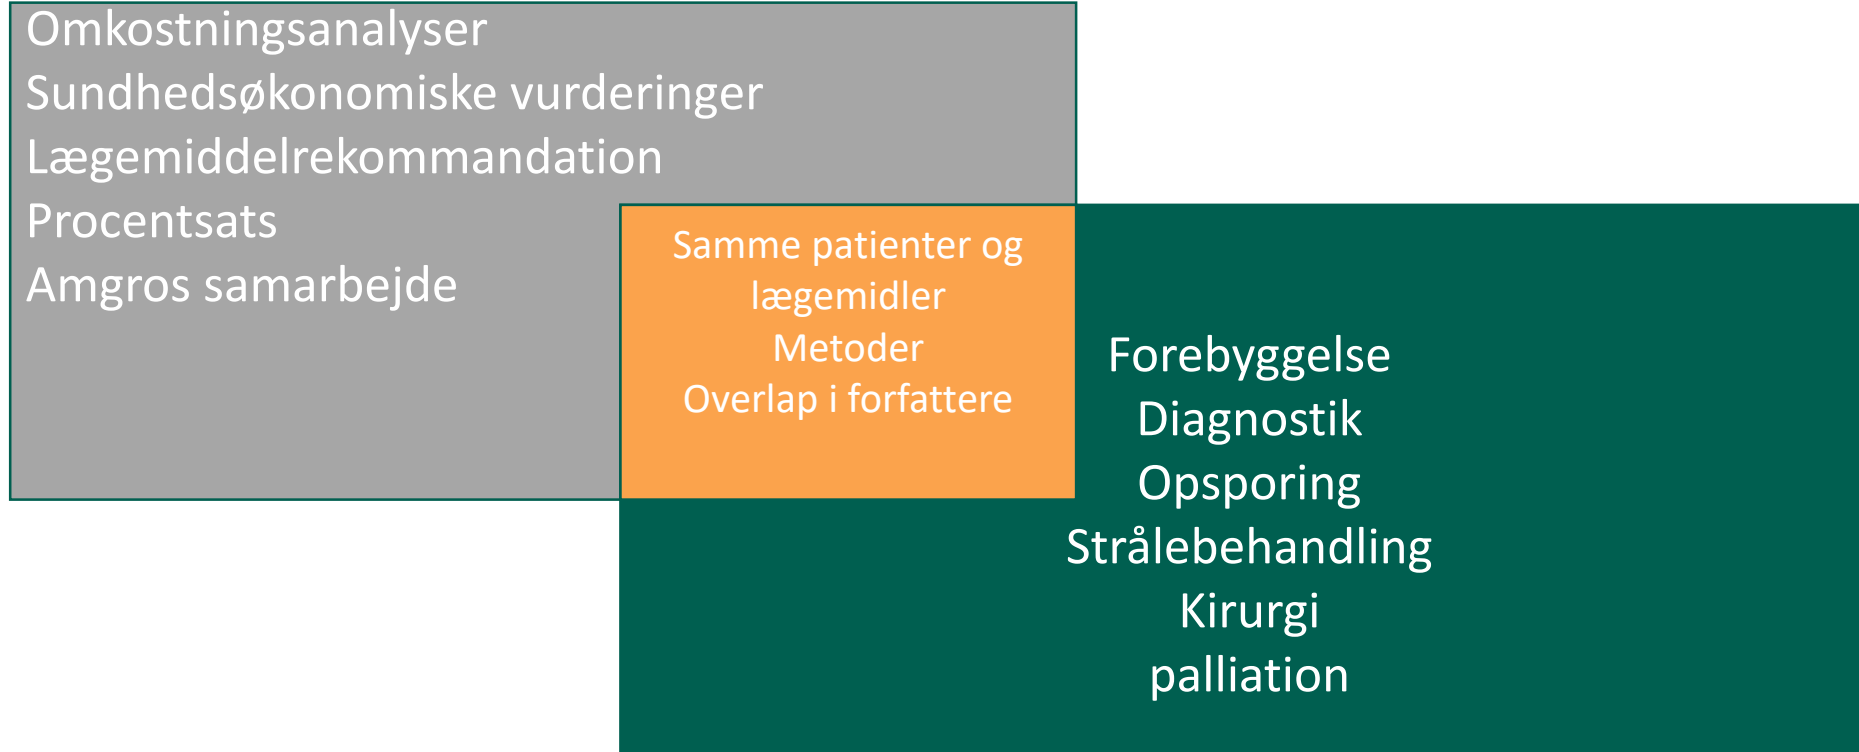 Omkostningsanalyser
Sundhedsøkonomiske vurderinger
Lægemiddelrekommandation
Procentsats
Amgros samarbejde
Samme patienter og
lægemidler
Metoder
Overlap i forfattere
Forebyggelse
Diagnostik
Opsporing
Strålebehandling
Kirurgi
palliation